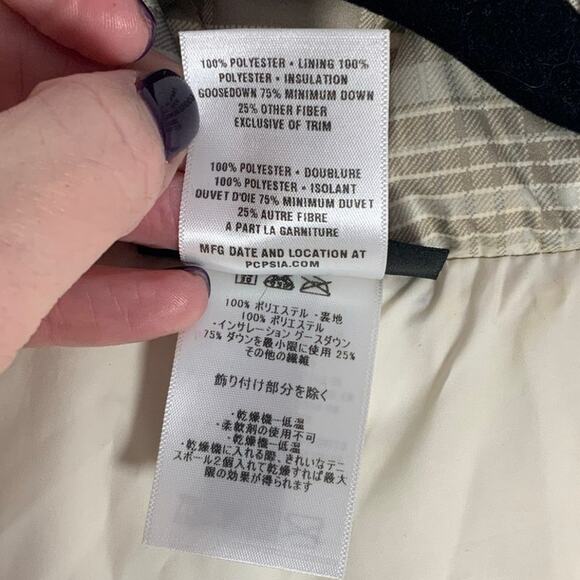 100% POLYESTER • LINING 100%
POLYESTER • INSULATION
GOOSEDOWN 75% MINIMUM DOWN
25% OTHER FIBER
EXCLUSIVE OF TRIM
100% POLYESTER • DOUBLURE
100% POLYESTER • ISOLANT
DUVET D'OIE 75% MINIMUM DUVET
25% AUTRE FIBRE
A PART LA GARNITURE
MFG DATE AND LOCATION AT
PCPSIA.COM
100% ポリエステル・裏地
100% ポリエステル
・インサレーション グースダウン
75% ダウンを最小限に使用 25%
その他の繊維
飾り付け部分を除く
・乾燥機—低温
・柔軟剤の使用不可
・乾燥機—低温
・乾燥機に入れる際、きれいなテニ
スボール2個入れて乾燥すれば最大
限の効果が得られます